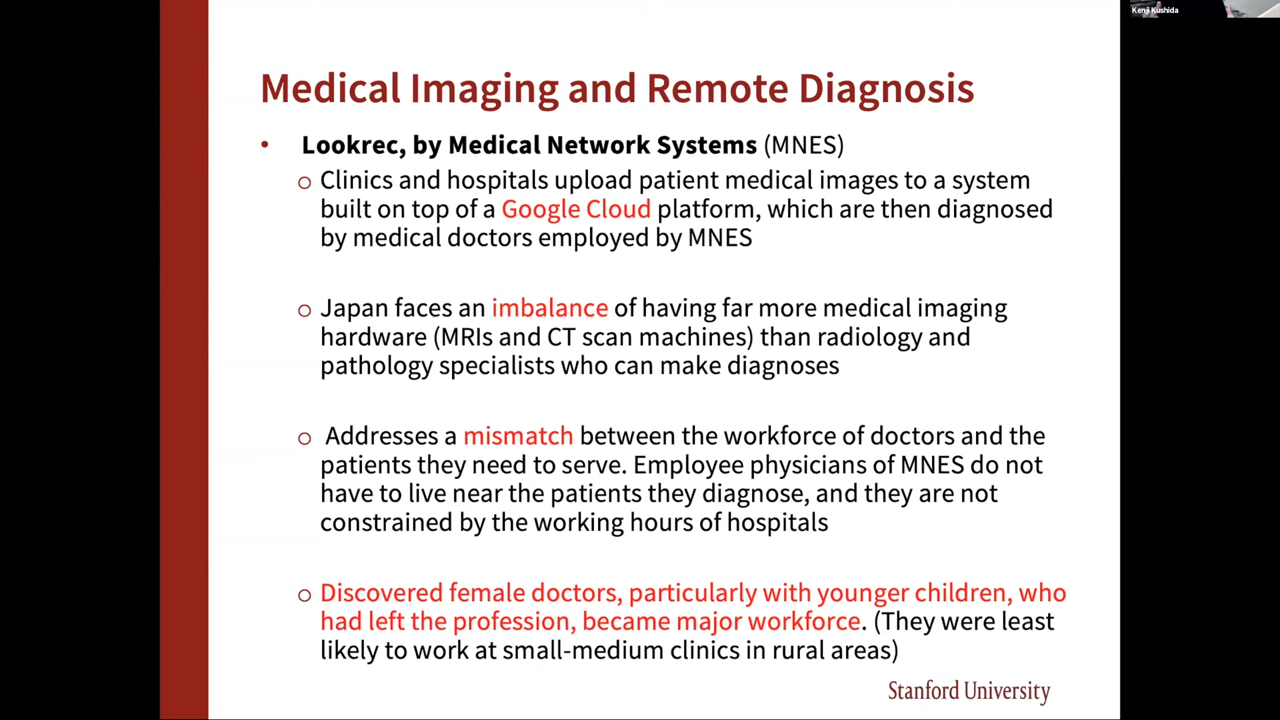 Kenji Kushida
Medical Imaging and Remote Diagnosis
• Lookrec, by Medical Network Systems (MNES)
o Clinics and hospitals upload patient medical images to a system
built on top of a Google Cloud platform, which are then diagnosed
by medical doctors employed by MNES
o Japan faces an imbalance of having far more medical imaging
hardware (MRIs and CT scan machines) than radiology and
pathology specialists who can make diagnoses
o Addresses a mismatch between the workforce of doctors and the
patients they need to serve. Employee physicians of MNES do not
have to live near the patients they diagnose, and they are not
constrained by the working hours of hospitals
o Discovered female doctors, particularly with younger children, who
had left the profession, became major workforce. (They were least
likely to work at small-medium clinics in rural areas)
Stanford University